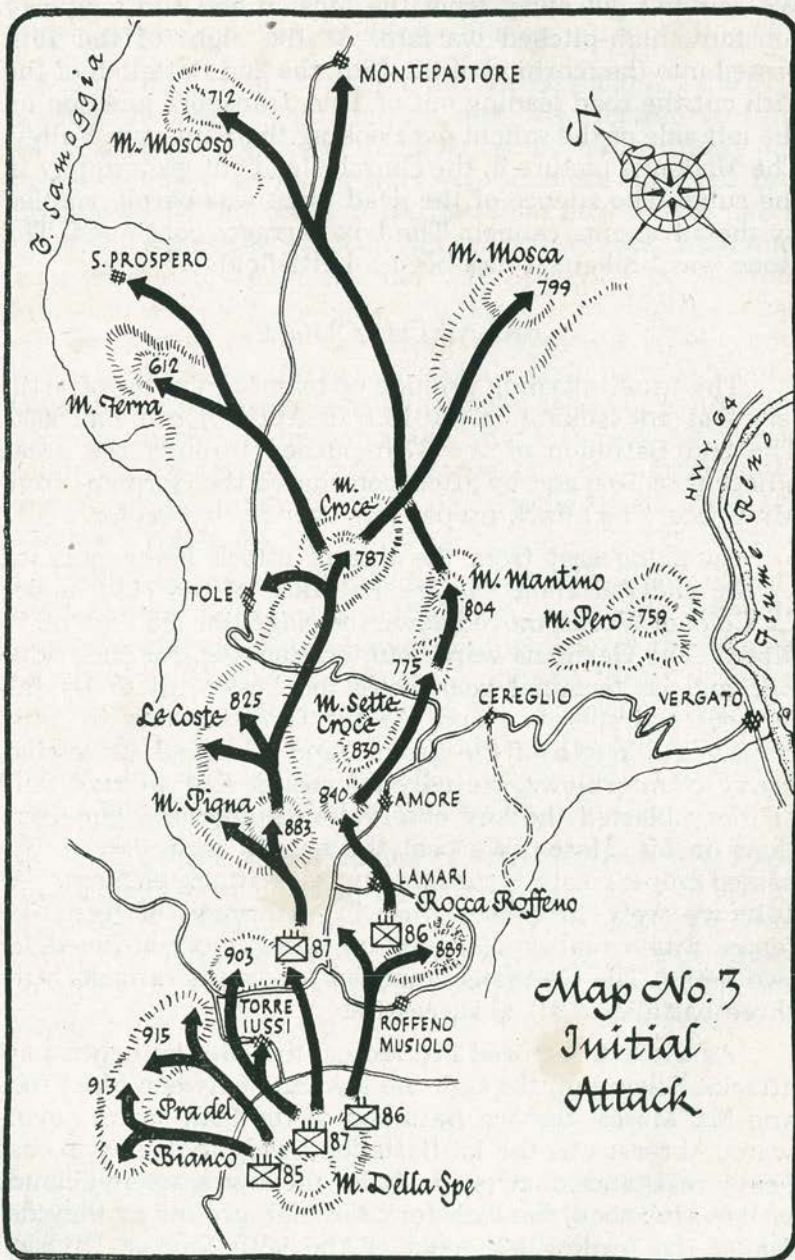 MONTEPASTORE
712
M. Moscoso
T. Samoggia
N
S. PROSPERO
M. Mosca
799
612
M. Terra
HWY. 64
Fiume Reno
M. Croce
787
TOLE
M. Mantino
804
M. Pero 759
775
CEREGLIO
VERGATO
825
Le Coste
M. Sette
Croce
830
M. Pigna
883
840
AMORE
LAMARI
Rocca Roffeno
87
86
903
889
TORRE
IUSSI
ROFFENO
MUSIOLO
915
913
Pra del
Bianco
86
87
85
M. Della Spe
Map No. 3
Initial
Attack